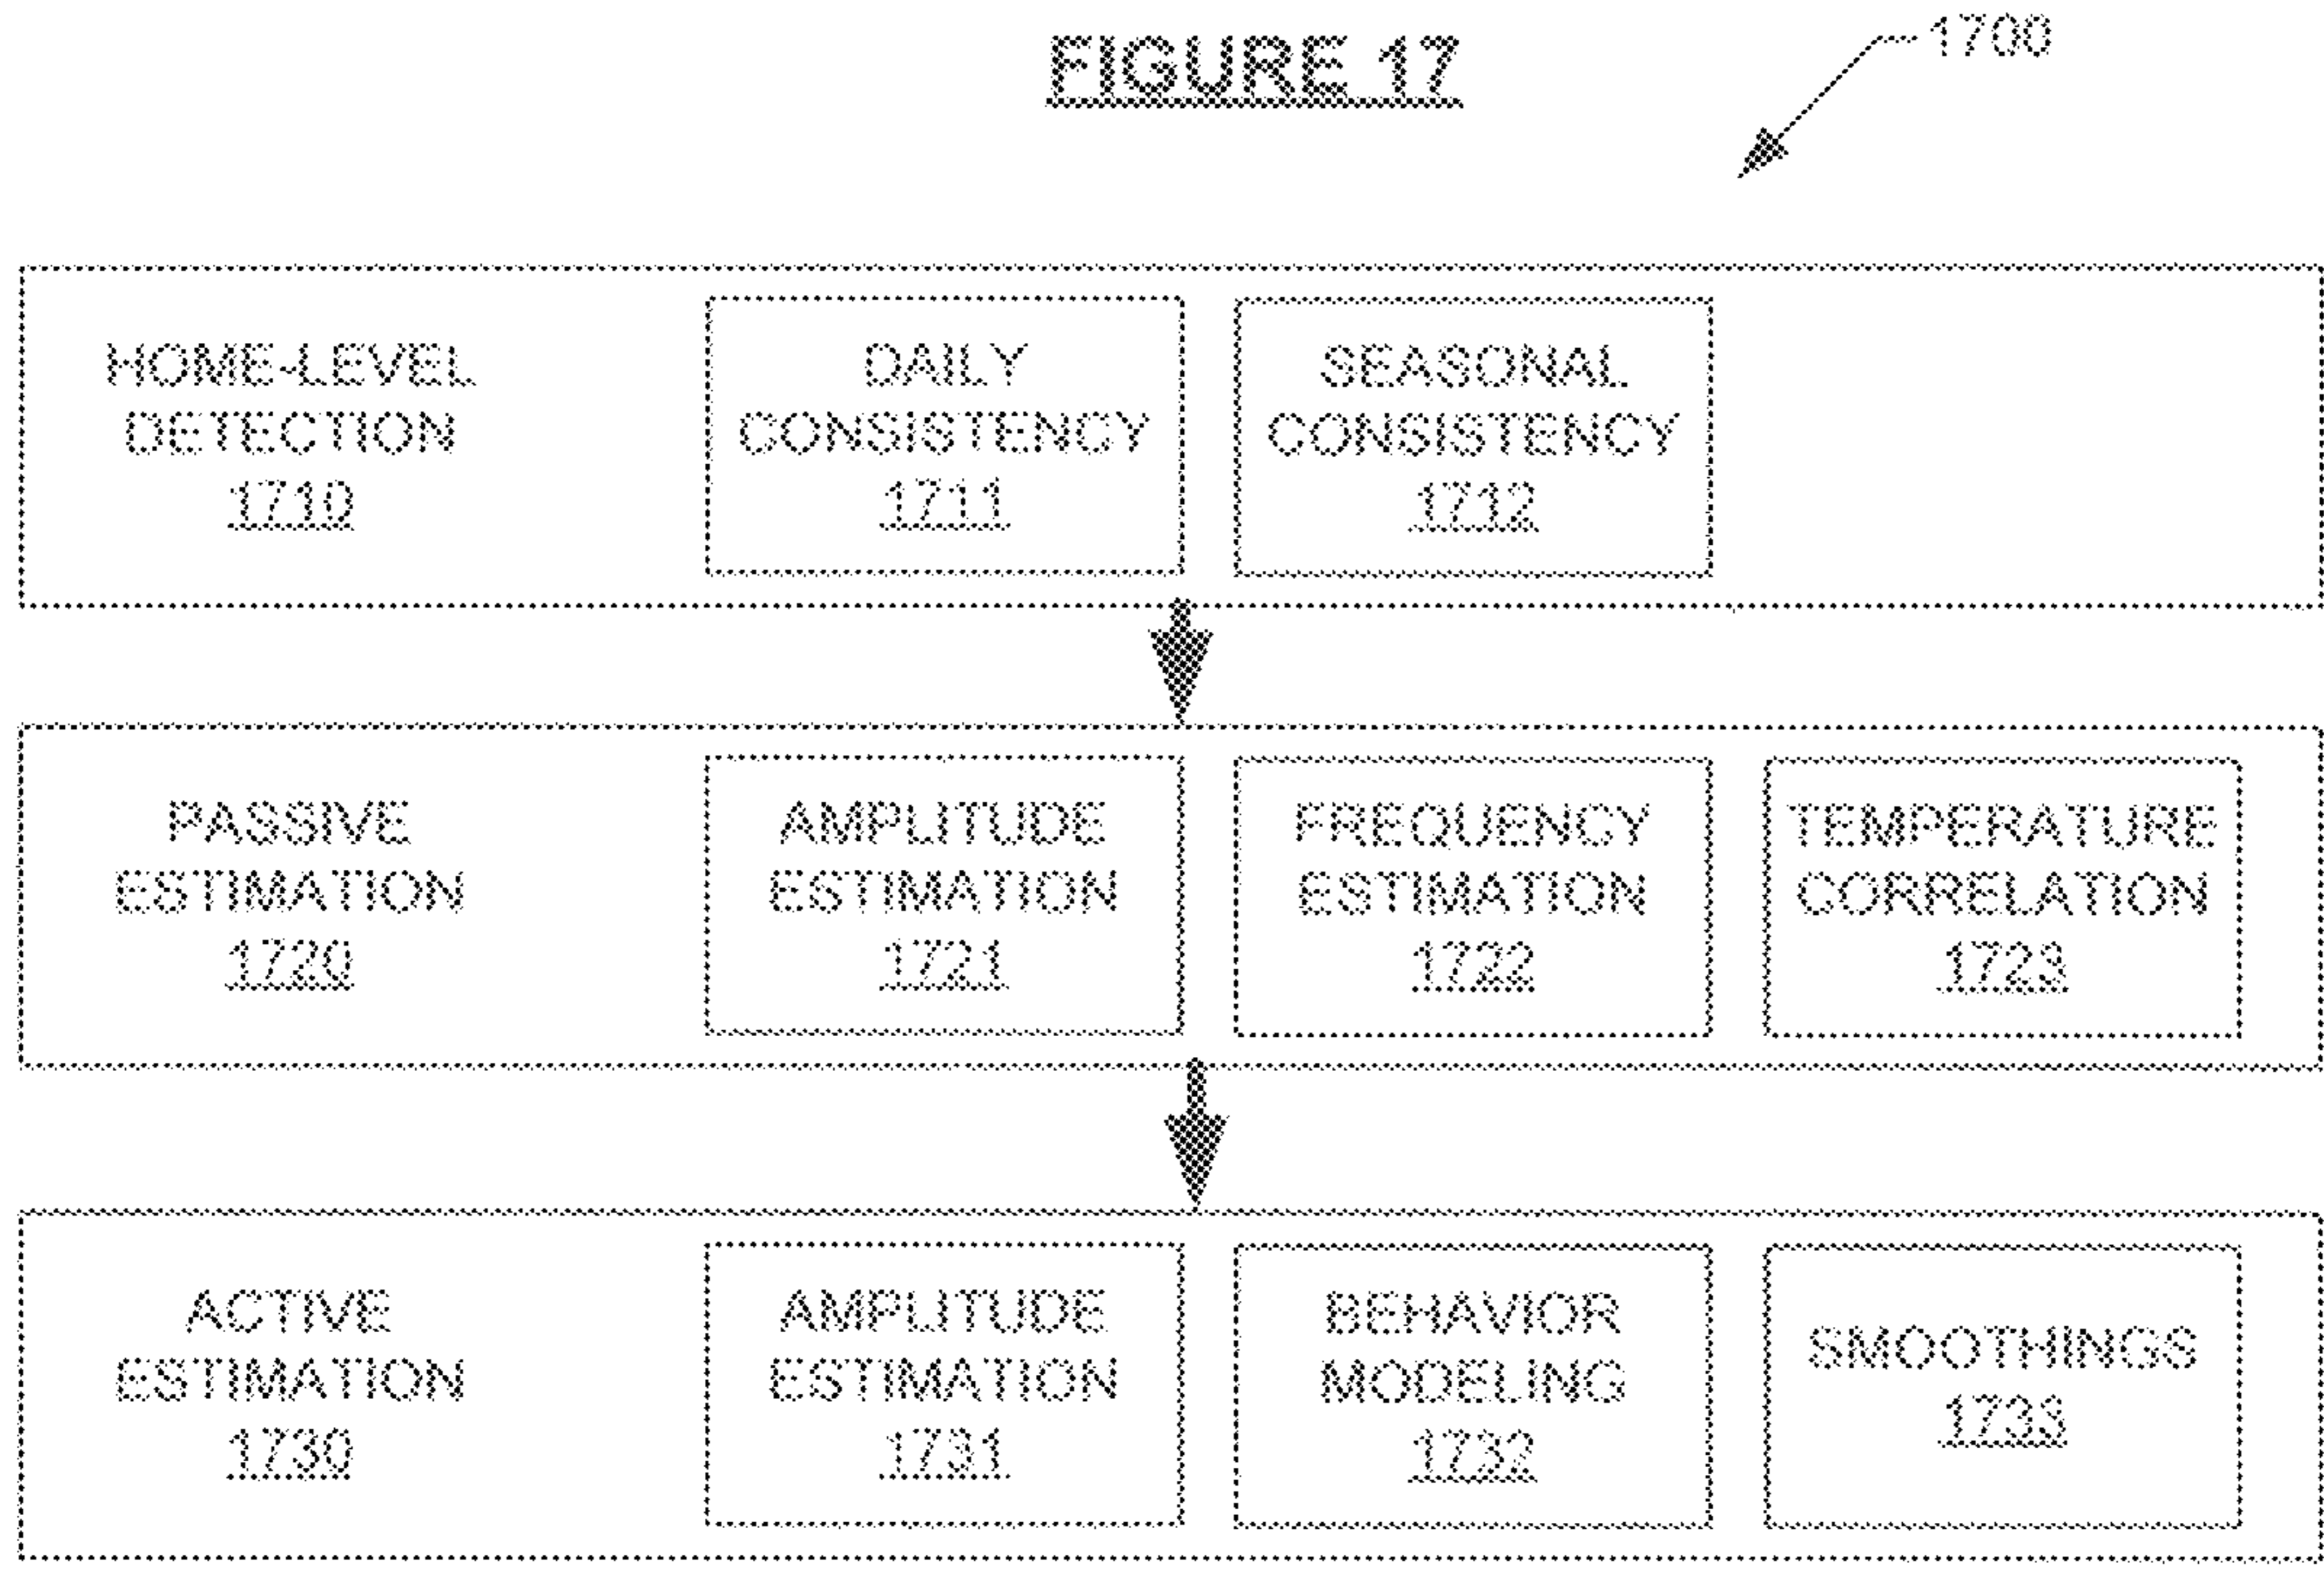 FIGURE 17
1700
HOME-LEVEL
DETECTION
1710
DAILY
CONSISTENCY
1711
SEASONAL
CONSISTENCY
1712
PASSIVE
ESTIMATION
1720
AMPLITUDE
ESTIMATION
1721
FREQUENCY
ESTIMATION
1722
TEMPERATURE
CORRELATION
1723
ACTIVE
ESTIMATION
1730
AMPLITUDE
ESTIMATION
1731
BEHAVIOR
MODELING
1732
SMOOTHINGS
1733